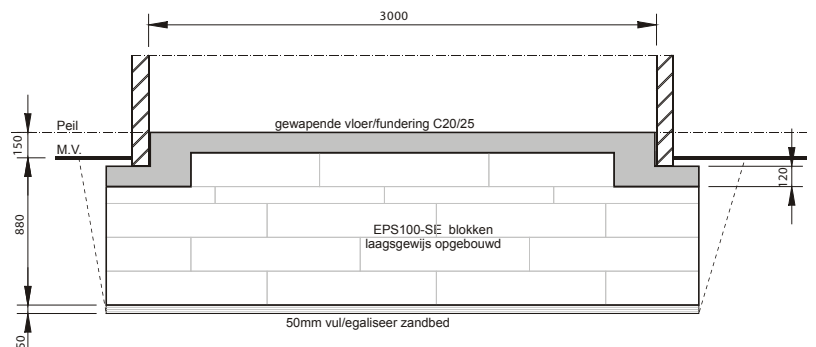 3000
Peil
gewapende vloer/fundering C20/25
150
M.V.
120
880
EPS100-SE blokken
laagsgewijs opgebouwd
50mm vul/egaliseer zandbed
50